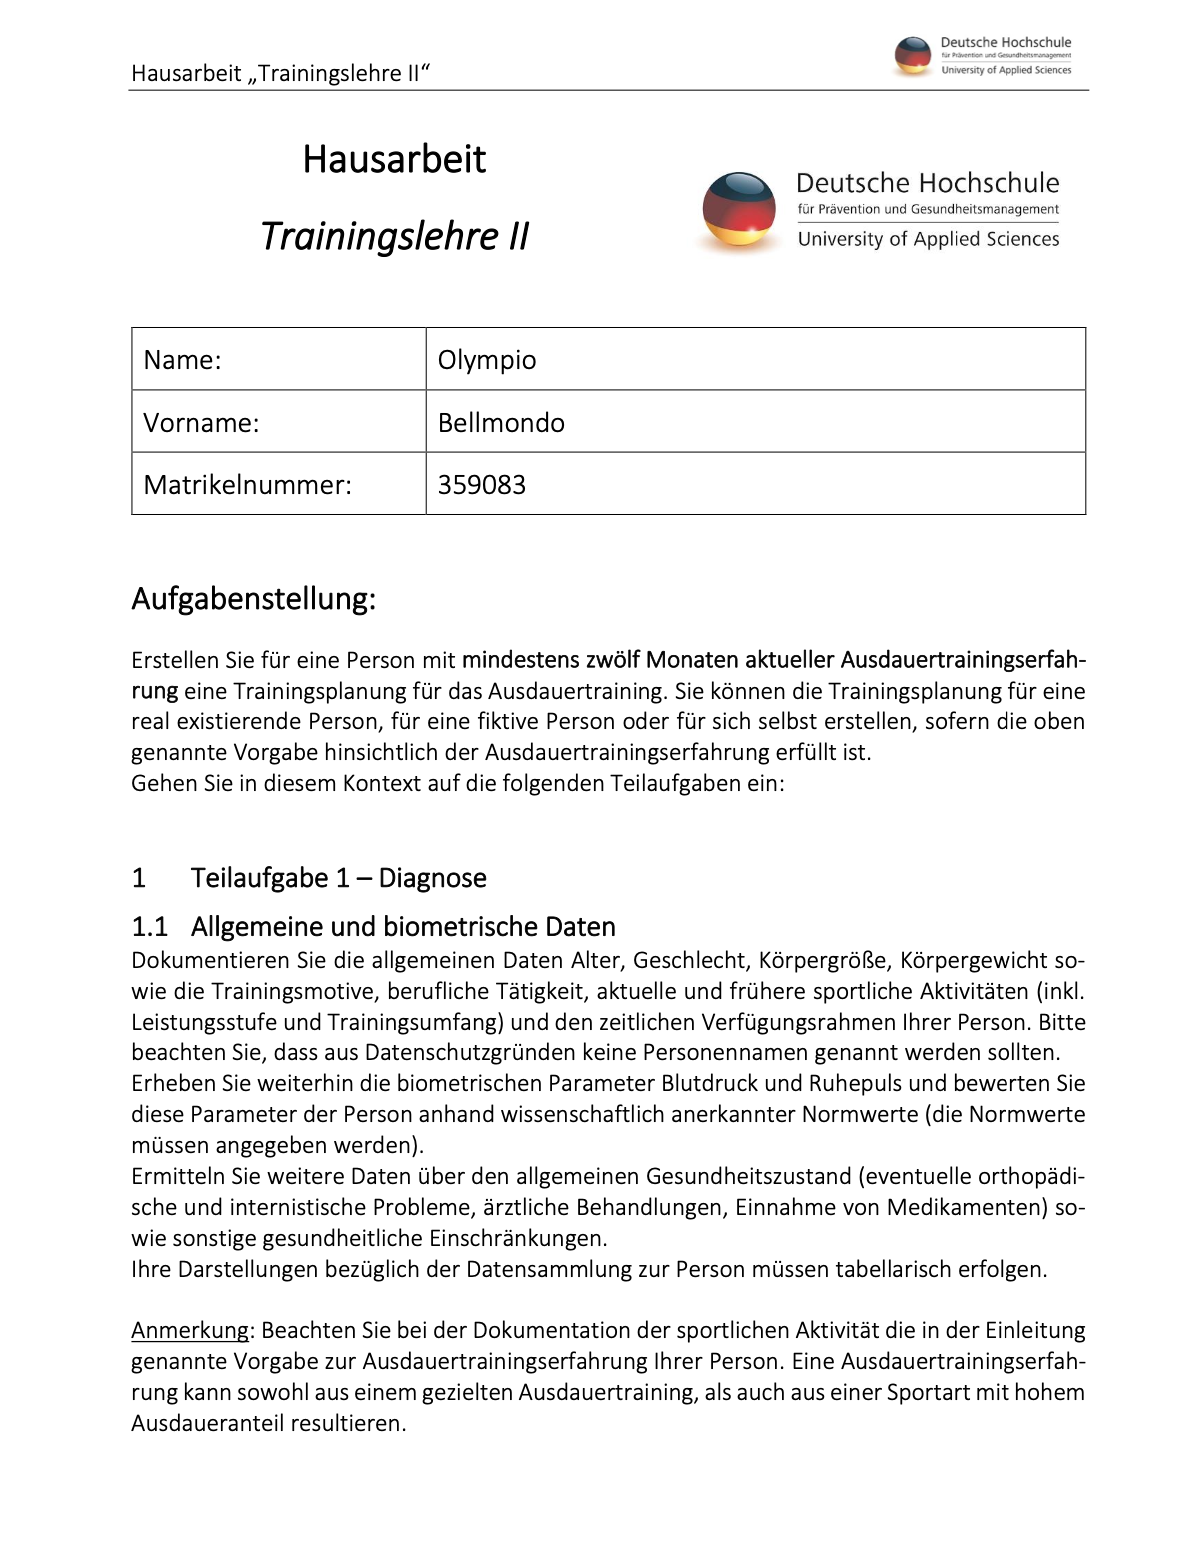 Hausarbeit „Trainingslehre II“
Deutsche Hochschule
für Prävention und Gesundheitsmanagement
University of Applied Sciences
Hausarbeit
Trainingslehre II
Deutsche Hochschule
für Prävention und Gesundheitsmanagement
University of Applied Sciences
Name: Olympio
Vorname: Bellmondo
Matrikelnummer: 359083
Aufgabenstellung:
Erstellen Sie für eine Person mit mindestens zwölf Monaten aktueller Ausdauertrainingserfah-
rung eine Trainingsplanung für das Ausdauertraining. Sie können die Trainingsplanung für eine
real existierende Person, für eine fiktive Person oder für sich selbst erstellen, sofern die oben
genannte Vorgabe hinsichtlich der Ausdauertrainingserfahrung erfüllt ist.
Gehen Sie in diesem Kontext auf die folgenden Teilaufgaben ein:
1 Teilaufgabe 1 – Diagnose
1.1 Allgemeine und biometrische Daten
Dokumentieren Sie die allgemeinen Daten Alter, Geschlecht, Körpergröße, Körpergewicht so-
wie die Trainingsmotive, berufliche Tätigkeit, aktuelle und frühere sportliche Aktivitäten (inkl.
Leistungsstufe und Trainingsumfang) und den zeitlichen Verfügungsrahmen Ihrer Person. Bitte
beachten Sie, dass aus Datenschutzgründen keine Personennamen genannt werden sollten.
Erheben Sie weiterhin die biometrischen Parameter Blutdruck und Ruhepuls und bewerten Sie
diese Parameter der Person anhand wissenschaftlich anerkannter Normwerte (die Normwerte
müssen angegeben werden).
Ermitteln Sie weitere Daten über den allgemeinen Gesundheitszustand (eventuelle orthopädi-
sche und internistische Probleme, ärztliche Behandlungen, Einnahme von Medikamenten) so-
wie sonstige gesundheitliche Einschränkungen.
Ihre Darstellungen bezüglich der Datensammlung zur Person müssen tabellarisch erfolgen.
Anmerkung: Beachten Sie bei der Dokumentation der sportlichen Aktivität die in der Einleitung
genannte Vorgabe zur Ausdauertrainingserfahrung Ihrer Person. Eine Ausdauertrainingserfah-
rung kann sowohl aus einem gezielten Ausdauertraining, als auch aus einer Sportart mit hohem
Ausdaueranteil resultieren.